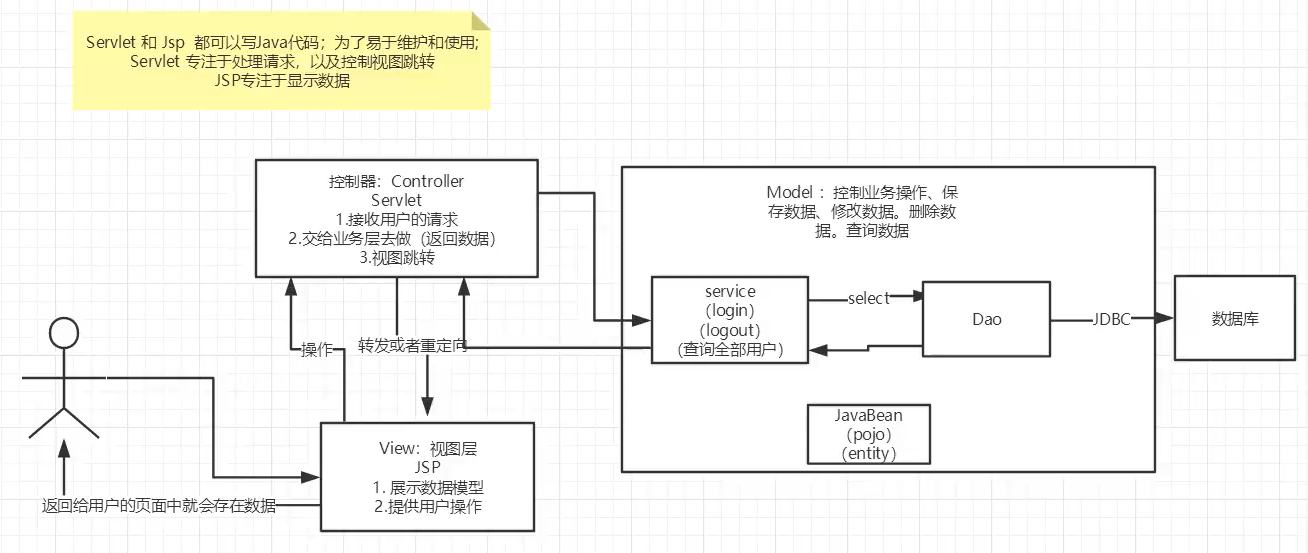 Servlet 和 Jsp 都可以写Java代码；为了易于维护和使用;
Servlet 专注于处理请求，以及控制视图跳转
JSP专注于显示数据
控制器：Controller
Servlet
1.接收用户的请求
2.交给业务层去做（返回数据）
3.视图跳转
Model ：控制业务操作、保
存数据、修改数据。删除数
据。查询数据
service
（login）
（logout）
（查询全部用户）
select
Dao
JDBC
数据库
操作
转发或者重定向
JavaBean
（pojo）
（entity）
View：视图层
JSP
1. 展示数据模型
2.提供用户操作
返回给用户的页面中就会存在数据